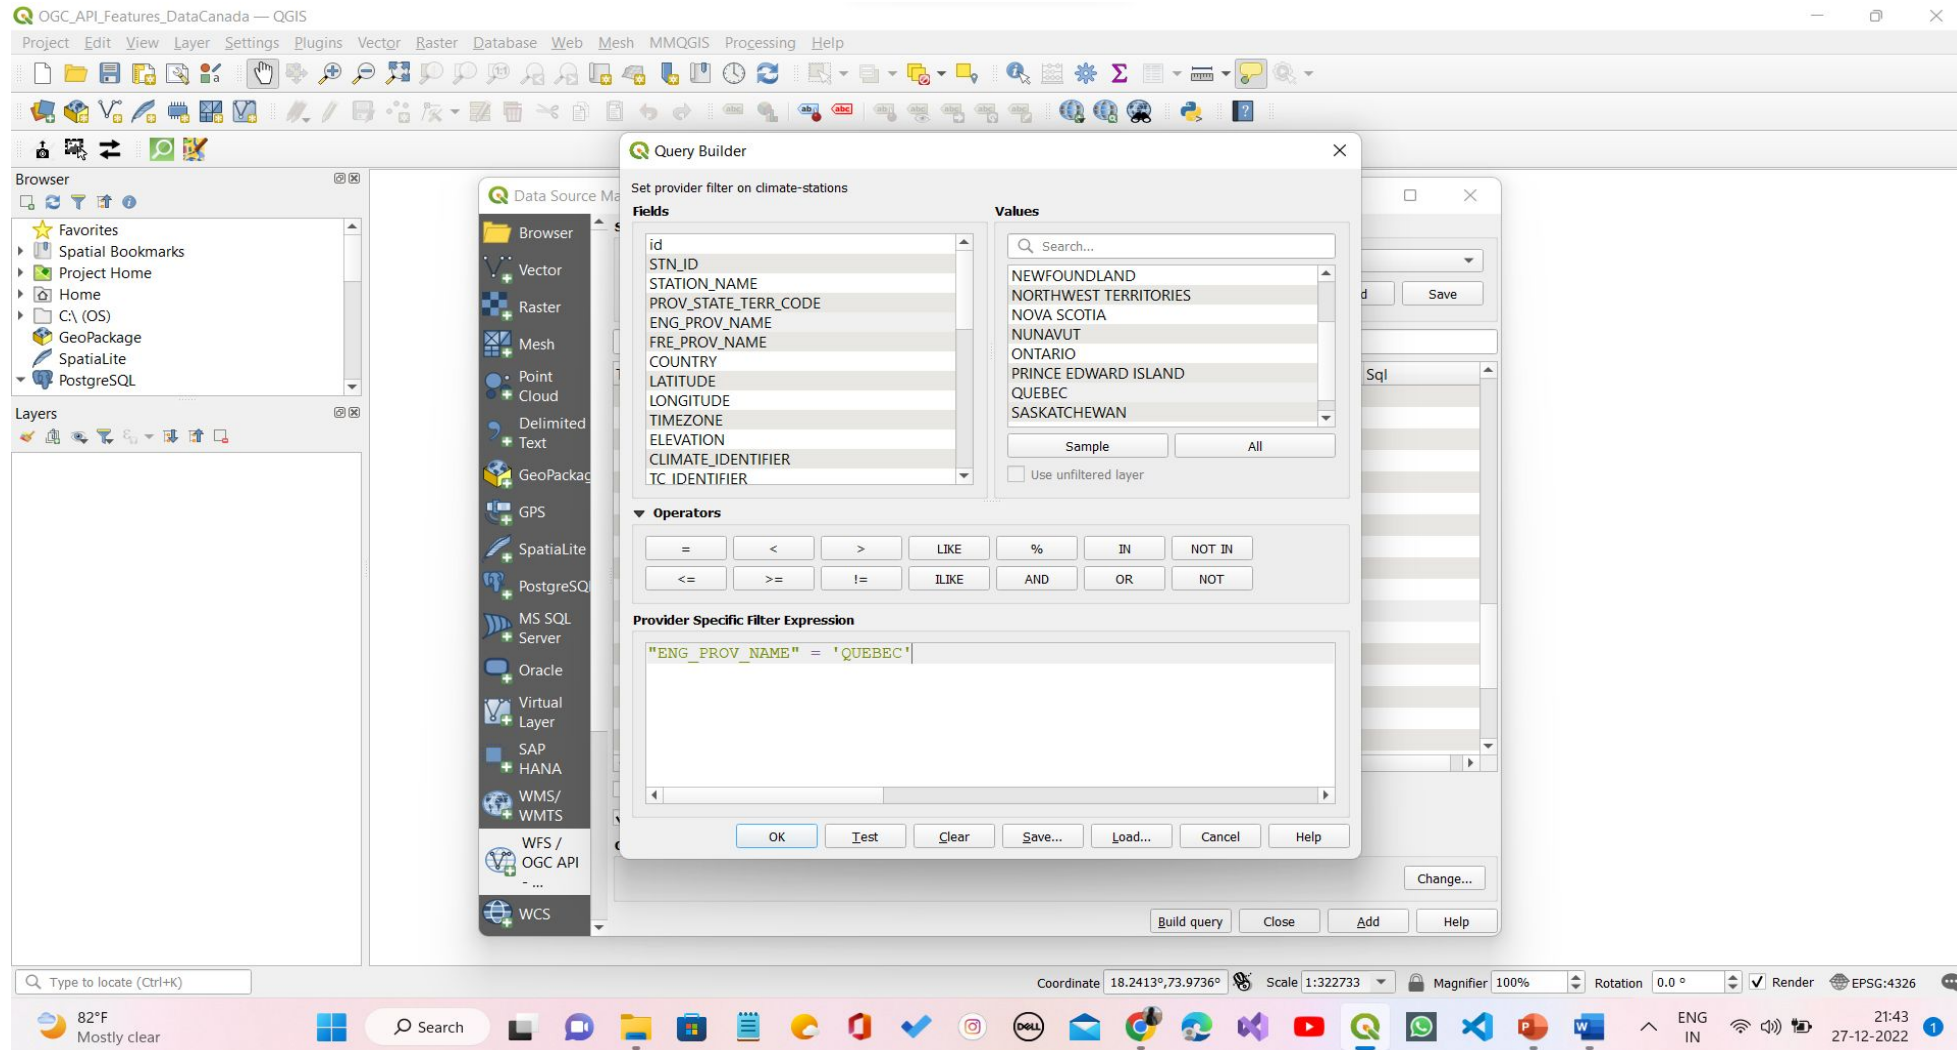 OGC_API_Features_DataCanada — QGIS
Project Edit View Layer Settings Plugins Vector Raster Database Web Mesh MMQGIS Processing Help
Browser
Favorites
Spatial Bookmarks
Project Home
Home
C:\ (OS)
GeoPackage
SpatiaLite
PostgreSQL
Layers
Data Source Ma
Browser
Vector
Raster
Mesh
Point
Cloud
Delimited
Text
GeoPackag
GPS
SpatiaLite
PostgreSQ
MS SQL
Server
Oracle
Virtual
Layer
SAP
HANA
WMS/
WMTS
WFS /
OGC API
- ...
WCS
Query Builder
Set provider filter on climate-stations
Fields
id
STN_ID
STATION_NAME
PROV_STATE_TERR_CODE
ENG_PROV_NAME
FRE_PROV_NAME
COUNTRY
LATITUDE
LONGITUDE
TIMEZONE
ELEVATION
CLIMATE_IDENTIFIER
TC_IDENTIFIER
Values
Search...
NEWFOUNDLAND
NORTHWEST TERRITORIES
NOVA SCOTIA
NUNAVUT
ONTARIO
PRINCE EDWARD ISLAND
QUEBEC
SASKATCHEWAN
Sample All
Use unfiltered layer
Operators
= < > LIKE % IN NOT IN
<= >= != ILIKE AND OR NOT
Provider Specific Filter Expression
"ENG_PROV_NAME" = 'QUEBEC'
OK Test Clear Save... Load... Cancel Help
d Save
Sql
Change...
Build query Close Add Help
Type to locate (Ctrl+K)
Coordinate 18.2413°,73.9736° Scale 1:322733 Magnifier 100% Rotation 0.0 ° Render EPSG:4326
82°F
Mostly clear
Search
DELL
ENG
IN
21:43
27-12-2022
1